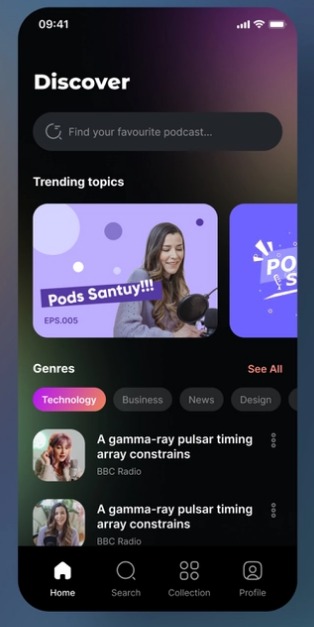 09:41
Discover
Find your favourite podcast...
Trending topics
Pods Santuy!!!
EPS.005
PO
S
Genres
See All
Technology
Business
News
Design
A gamma-ray pulsar timing
array constrains
BBC Radio
A gamma-ray pulsar timing
array constrains
BBC Radio
Home
Search
Collection
Profile